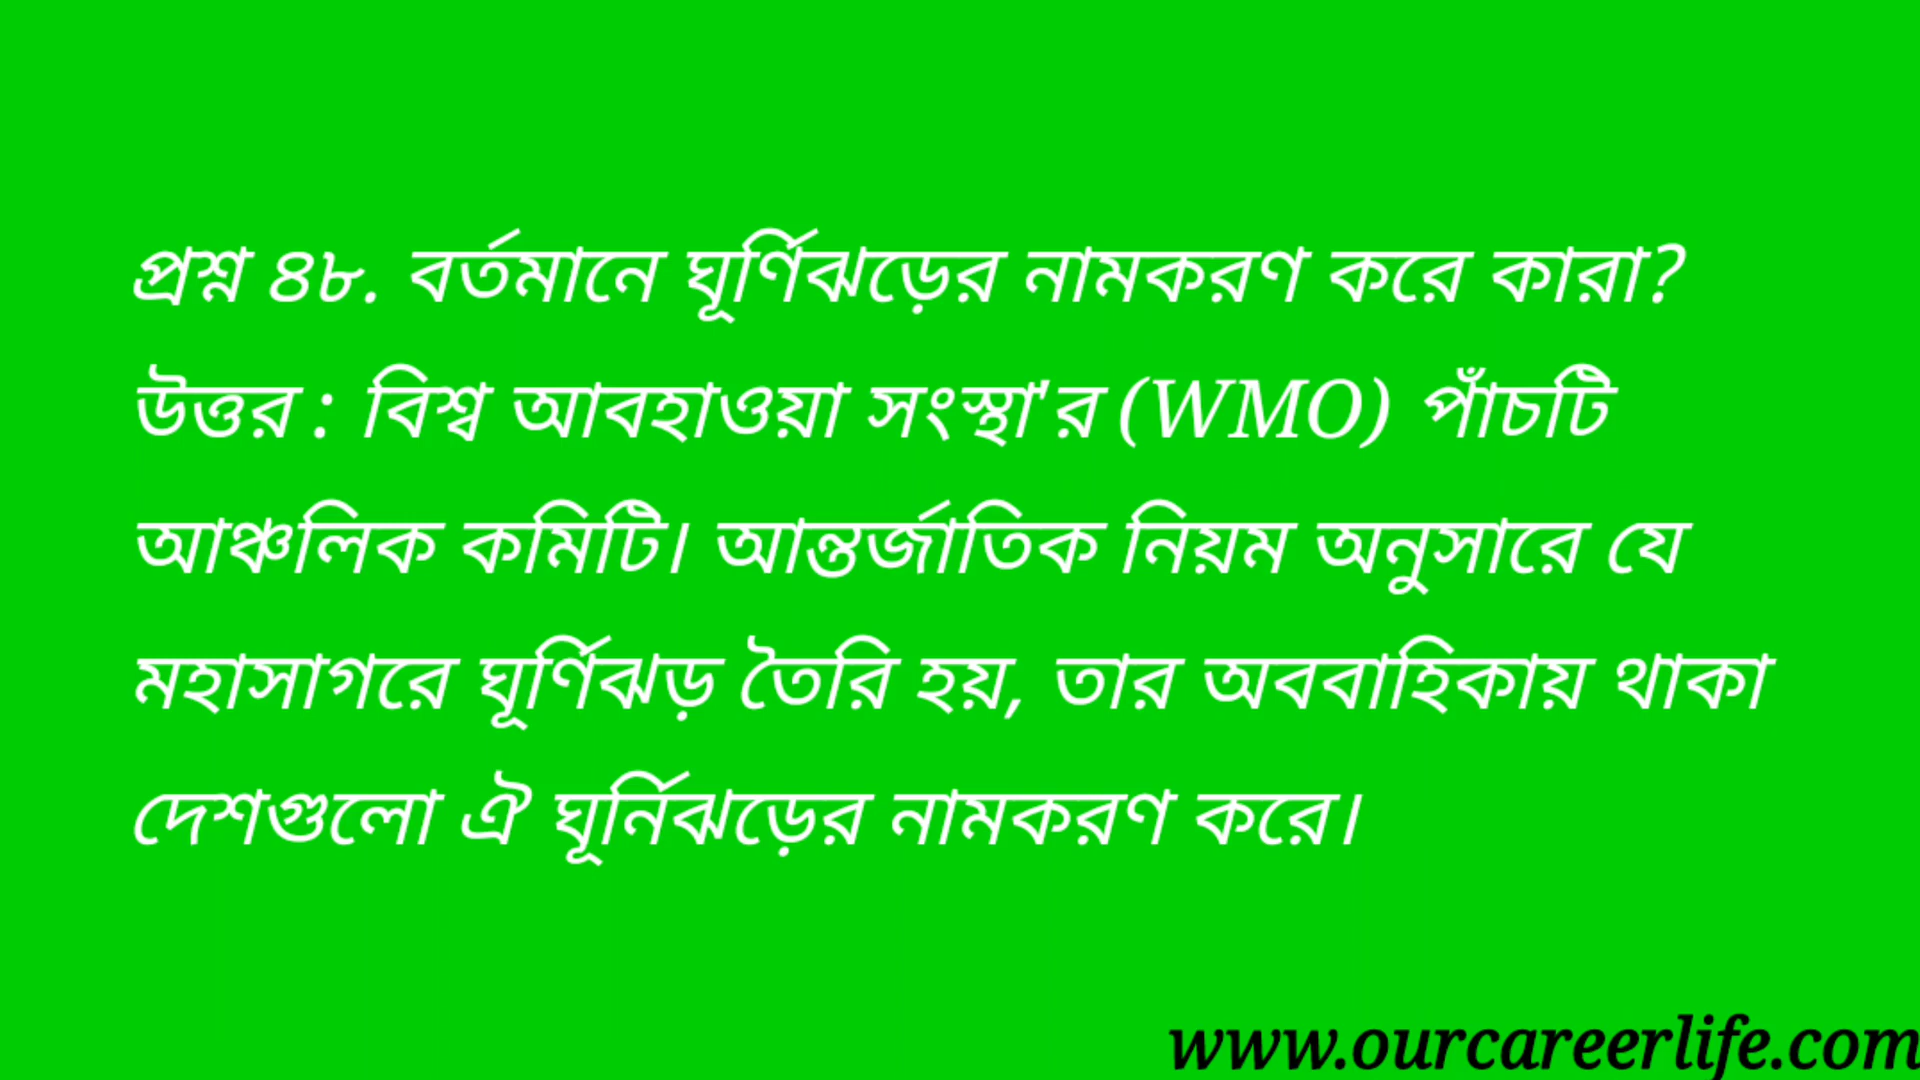 প্রশ্ন ৪৮. বর্তমানে ঘূর্ণিঝড়ের নামকরণ করে কারা?
উত্তর : বিশ্ব আবহাওয়া সংস্থা'র (WMO) পাঁচটি
আঞ্চলিক কমিটি। আন্তর্জাতিক নিয়ম অনুসারে যে
মহাসাগরে ঘূর্ণিঝড় তৈরি হয়, তার অববাহিকায় থাকা
দেশগুলো ঐ ঘূর্নিঝড়ের নামকরণ করে।
www.ourcareerlife.com